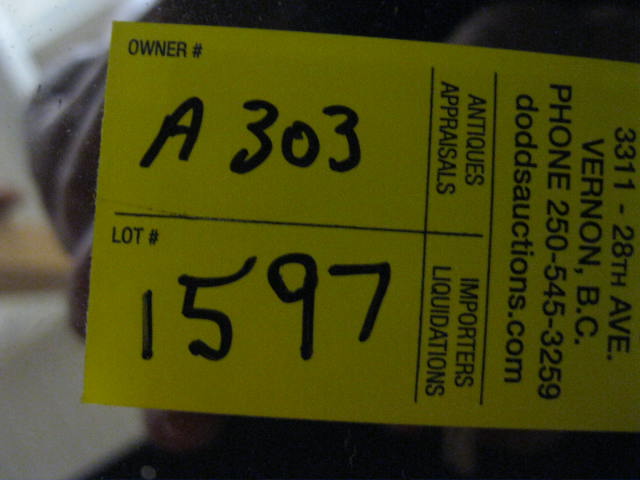 OWNER #
A 303
LOT #
1597
ANTIQUES
APPRAISALS
IMPORTERS
LIQUIDATIONS
3311 - 28TH AVE.
VERNON, B.C.
PHONE 250-545-3259
doddsauctions.com